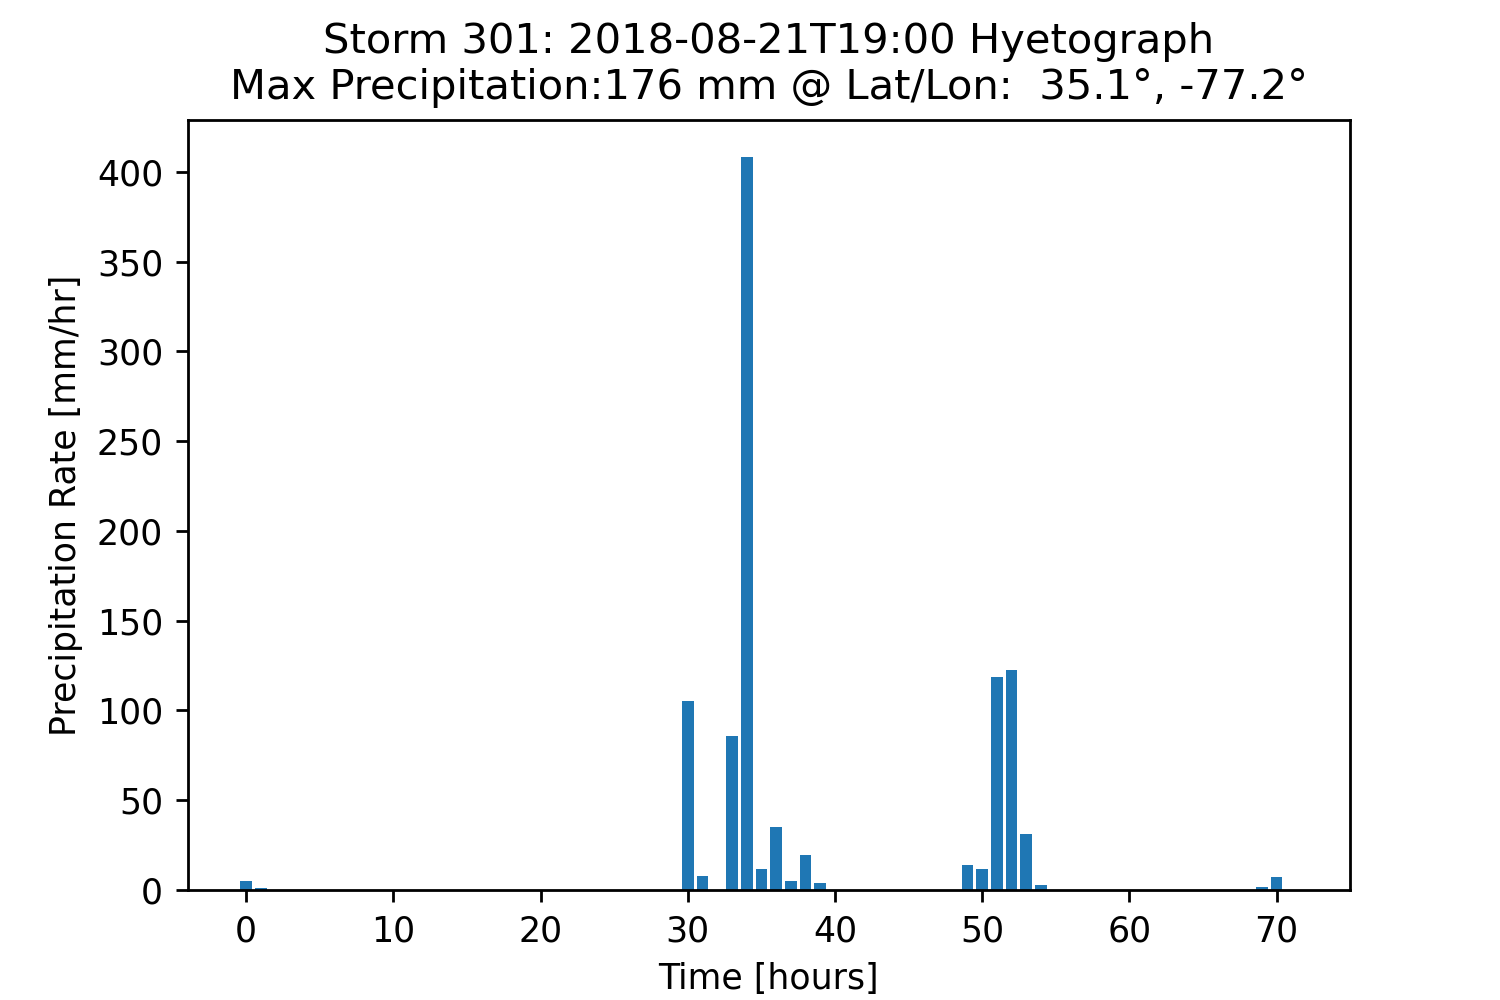 Storm 301: 2018-08-21T19:00 Hyetograph
Max Precipitation:176 mm @ Lat/Lon:  35.1°, -77.2°
400
350
300
250
200
150
100
50
0
Precipitation Rate [mm/hr]
0 10 20 30 40 50 60 70
Time [hours]